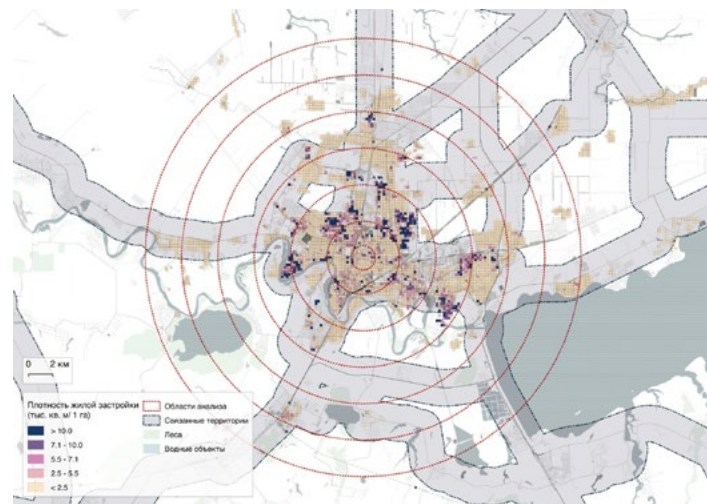 0 2 км
Плотность жилой застройки
(тыс. кв. м/ 1 га)
> 10.0
7.1 - 10.0
5.5 - 7.1
2.5 - 5.5
< 2.5
Области анализа
Связанные территории
Леса
Водные объекты